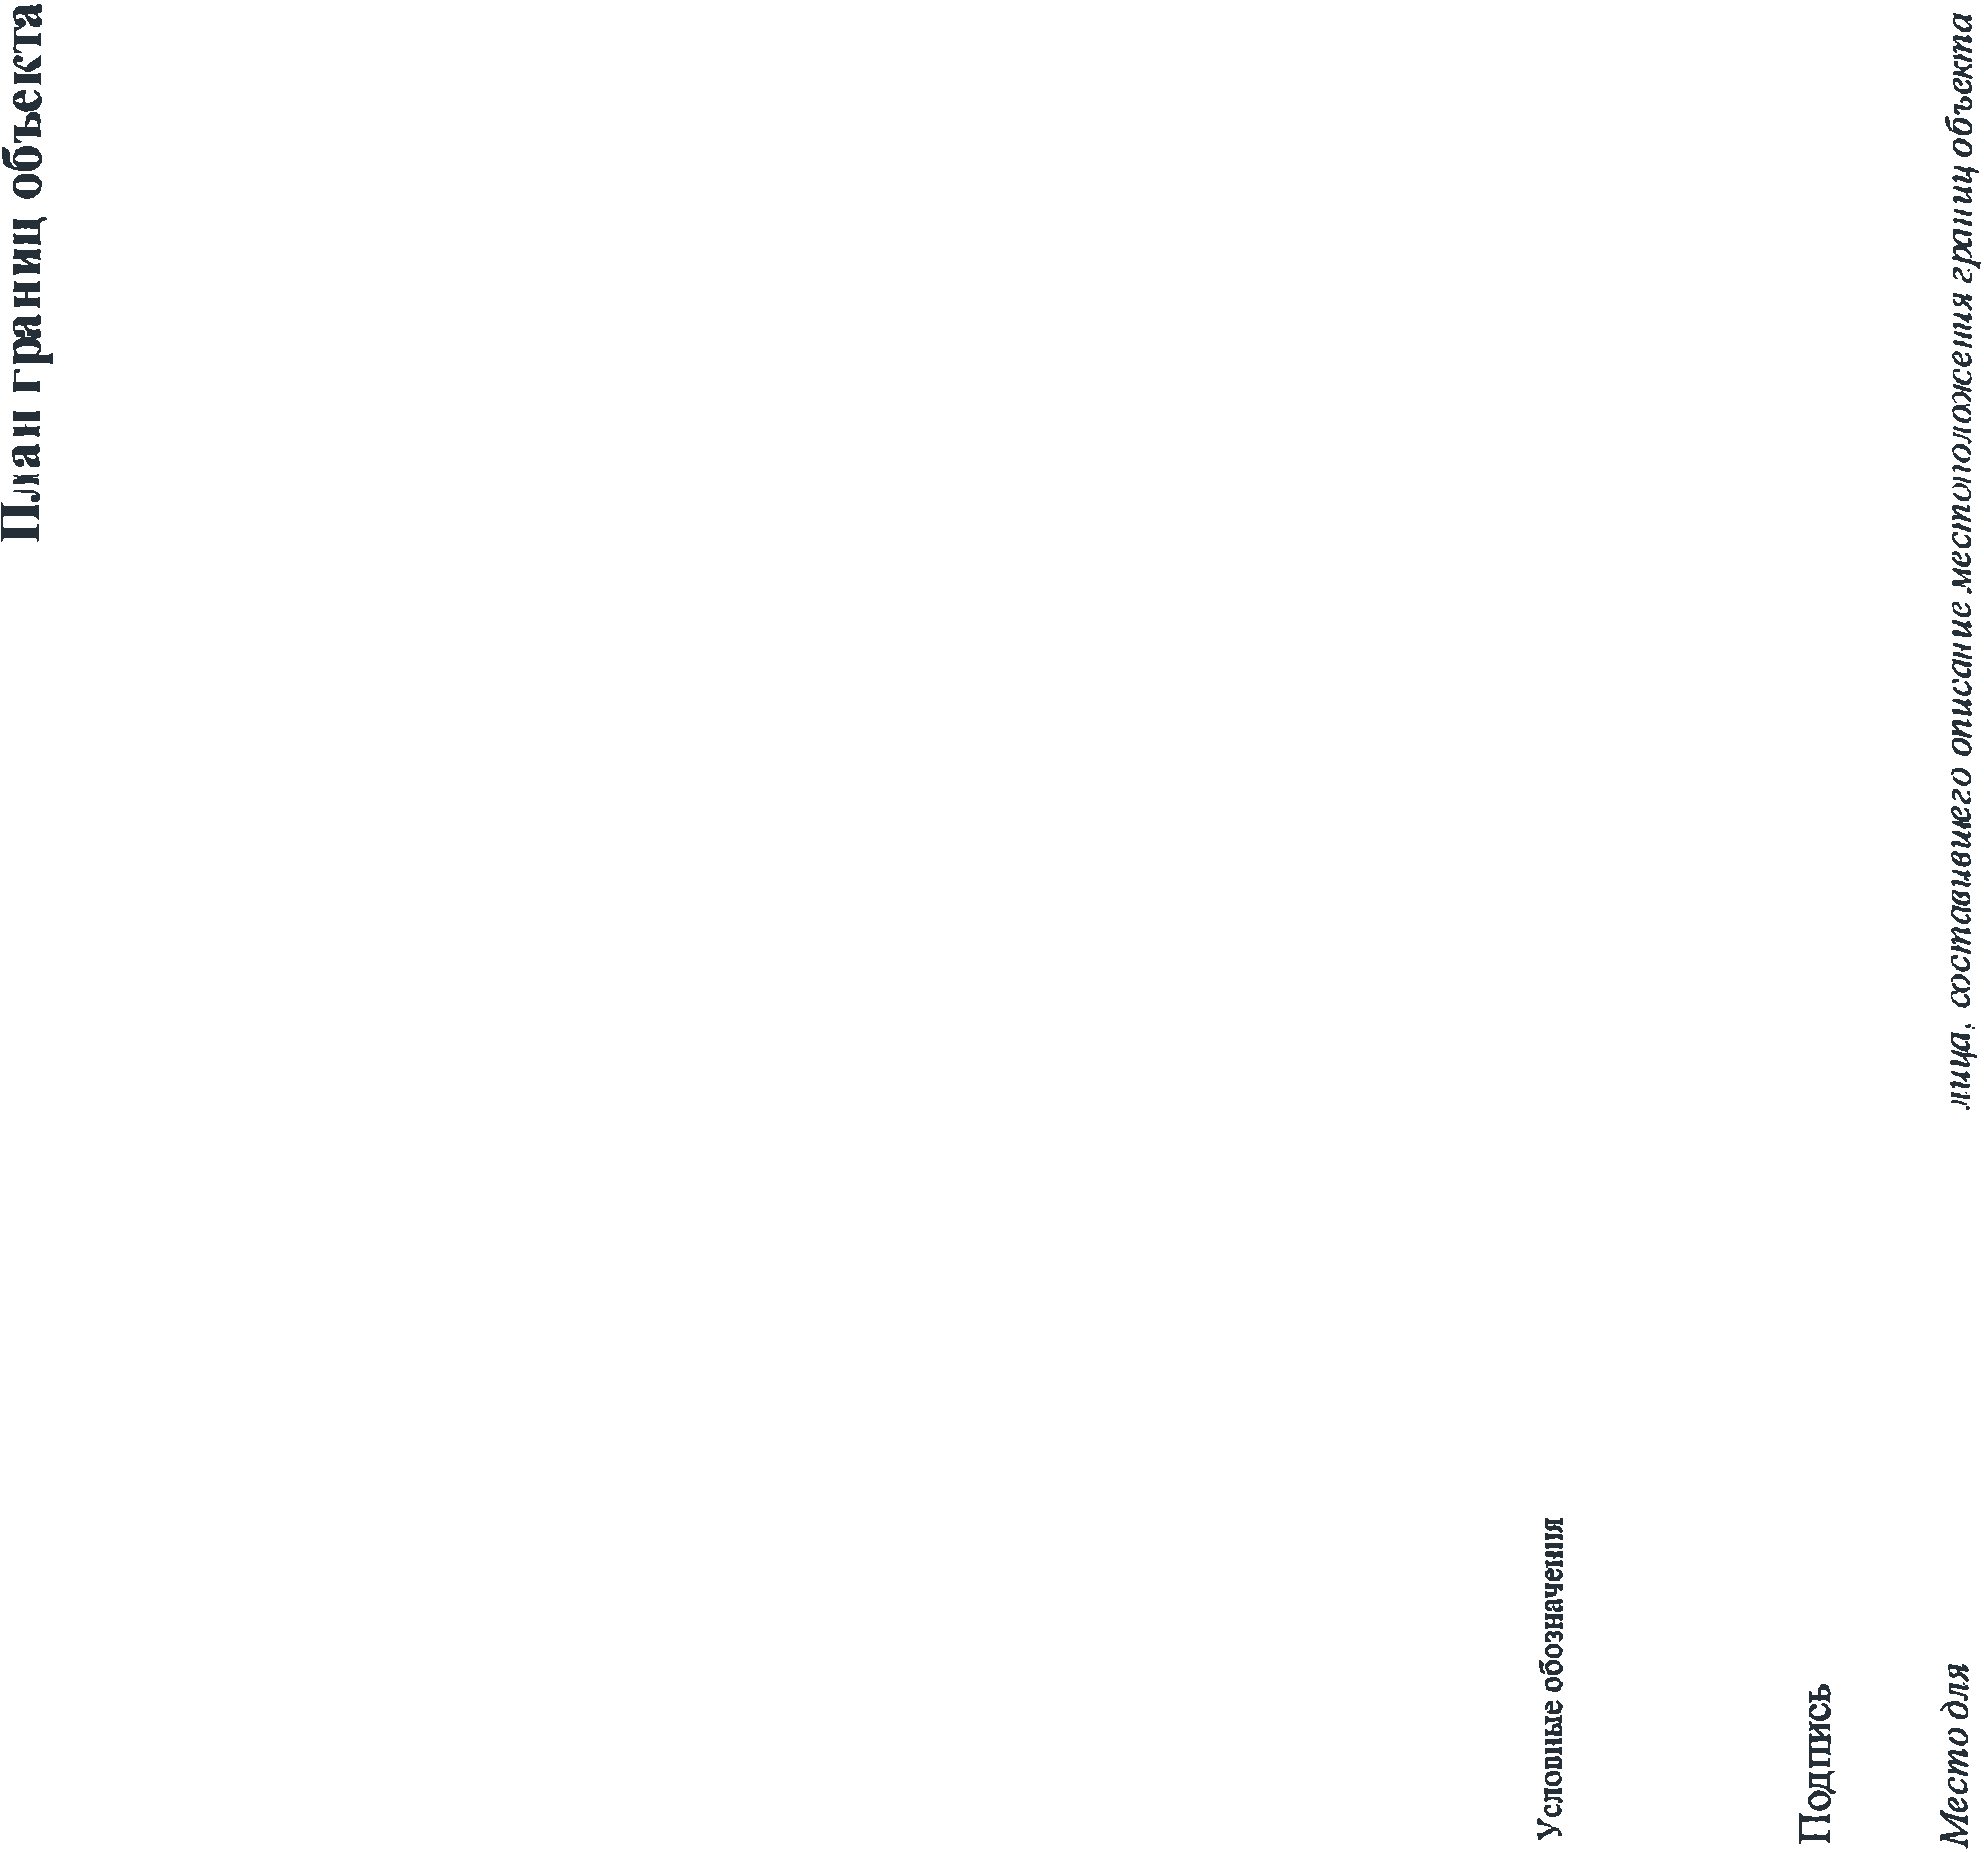 План границ объекта
Условные обозначения
Подпись
Место для лица, составившего описание местоположения границ объекта